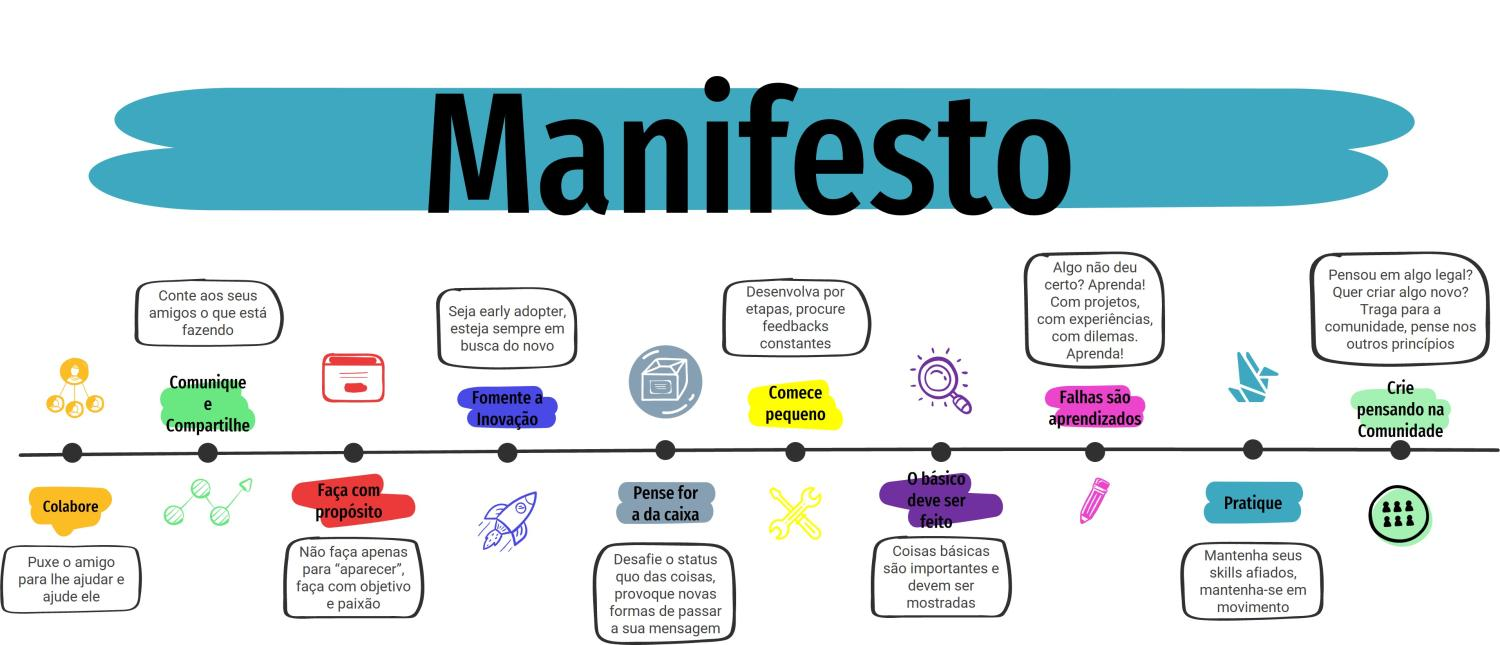 Manifesto
Colabore
Puxe o amigo
para lhe ajudar e
ajude ele
Conte aos seus
amigos o que está
fazendo
Comunique
e
Compartilhe
Faça com
propósito
Não faça apenas
para “aparecer”,
faça com objetivo
e paixão
Seja early adopter,
esteja sempre em
busca do novo
Fomente a
Inovação
Pense for
a da caixa
Desafie o status
quo das coisas,
provoque novas
formas de passar
a sua mensagem
Desenvolva por
etapas, procure
feedbacks
constantes
Comece
pequeno
O básico
deve ser
feito
Coisas básicas
são importantes e
devem ser
mostradas
Algo não deu
certo? Aprenda!
Com projetos,
com experiências,
com dilemas.
Aprenda!
Falhas são
aprendizados
Pratique
Mantenha seus
skills afiados,
mantenha-se em
movimento
Pensou em algo legal?
Quer criar algo novo?
Traga para a
comunidade, pense nos
outros princípios
Crie
pensando na
Comunidade